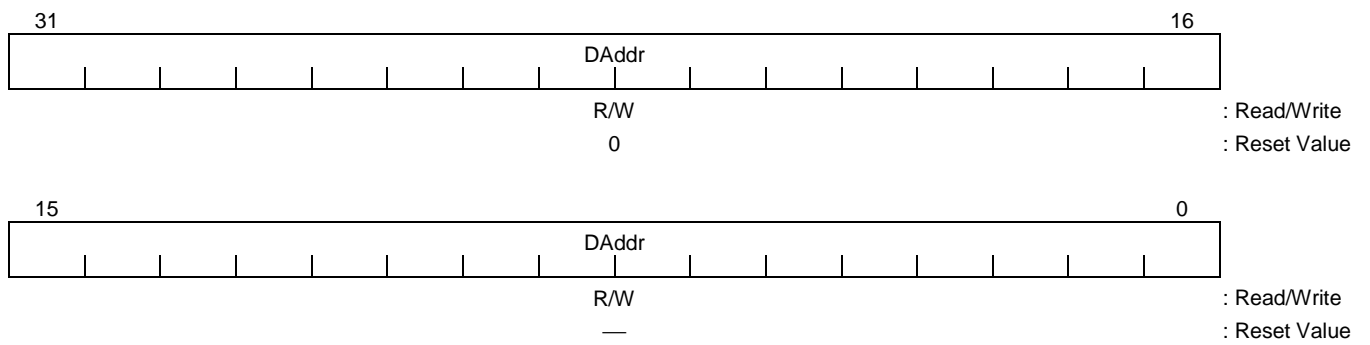 31 16
DAddr
R/W : Read/Write
0 : Reset Value
15 0
DAddr
R/W : Read/Write
— : Reset Value